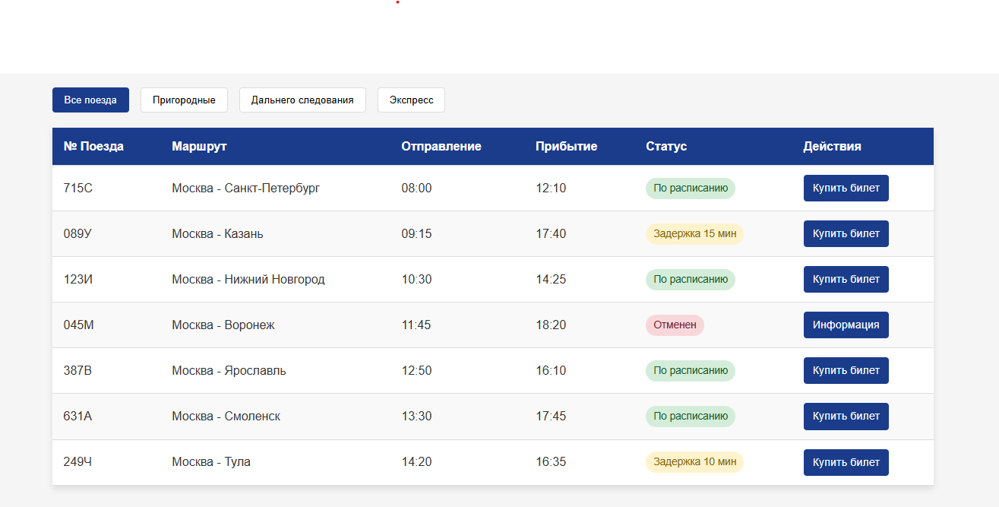 Все поезда Пригородные Дальнего следования Экспресс
№ Поезда Маршрут Отправление Прибытие Статус Действия
715С Москва - Санкт-Петербург 08:00 12:10 По расписанию Купить билет
089У Москва - Казань 09:15 17:40 Задержка 15 мин Купить билет
123И Москва - Нижний Новгород 10:30 14:25 По расписанию Купить билет
045М Москва - Воронеж 11:45 18:20 Отменен Информация
387В Москва - Ярославль 12:50 16:10 По расписанию Купить билет
631А Москва - Смоленск 13:30 17:45 По расписанию Купить билет
249Ч Москва - Тула 14:20 16:35 Задержка 10 мин Купить билет